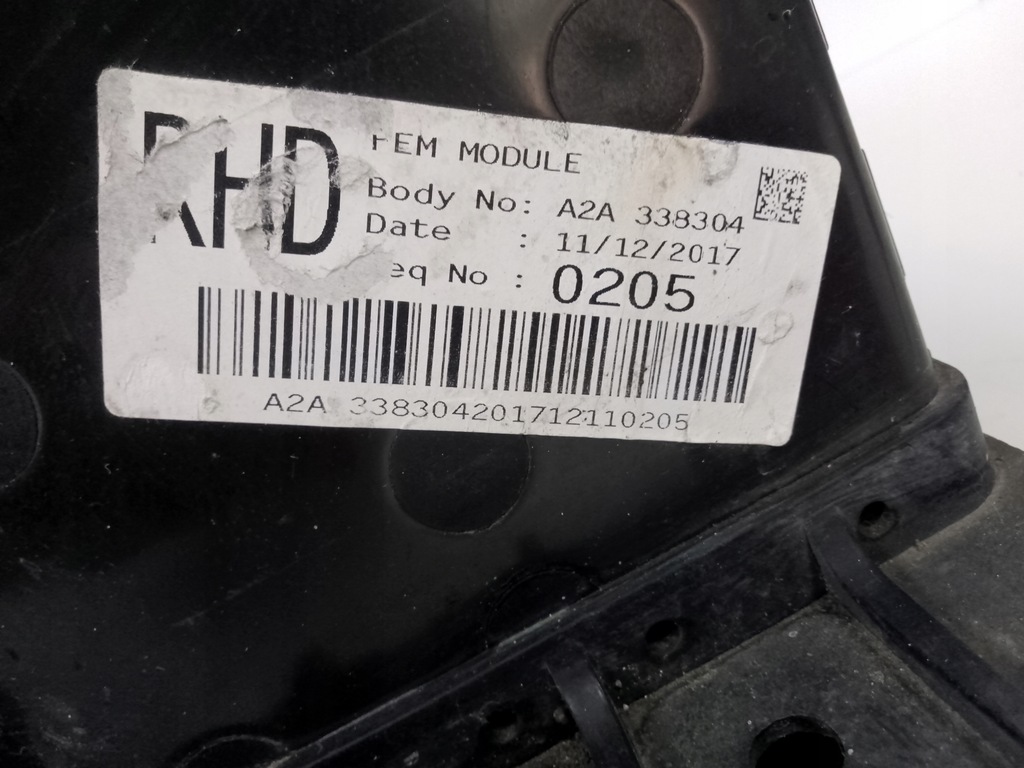 RHD
FEM MODULE
Body No: A2A 338304
Date : 11/12/2017
eq No : 0205
A2A 338304201712110205